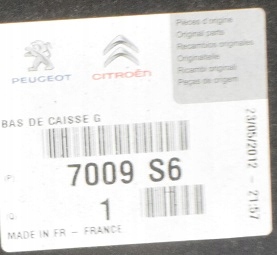 Pièces d'origine
Original parts
Recambios originales
Originalteile
Ricambi originali
Peças de origem
PEUGEOT CITROËN
BAS DE CAISSE G
23/05/2012 - 21:57
(P) 7009 S6
(Q) 1
MADE IN FR - FRANCE